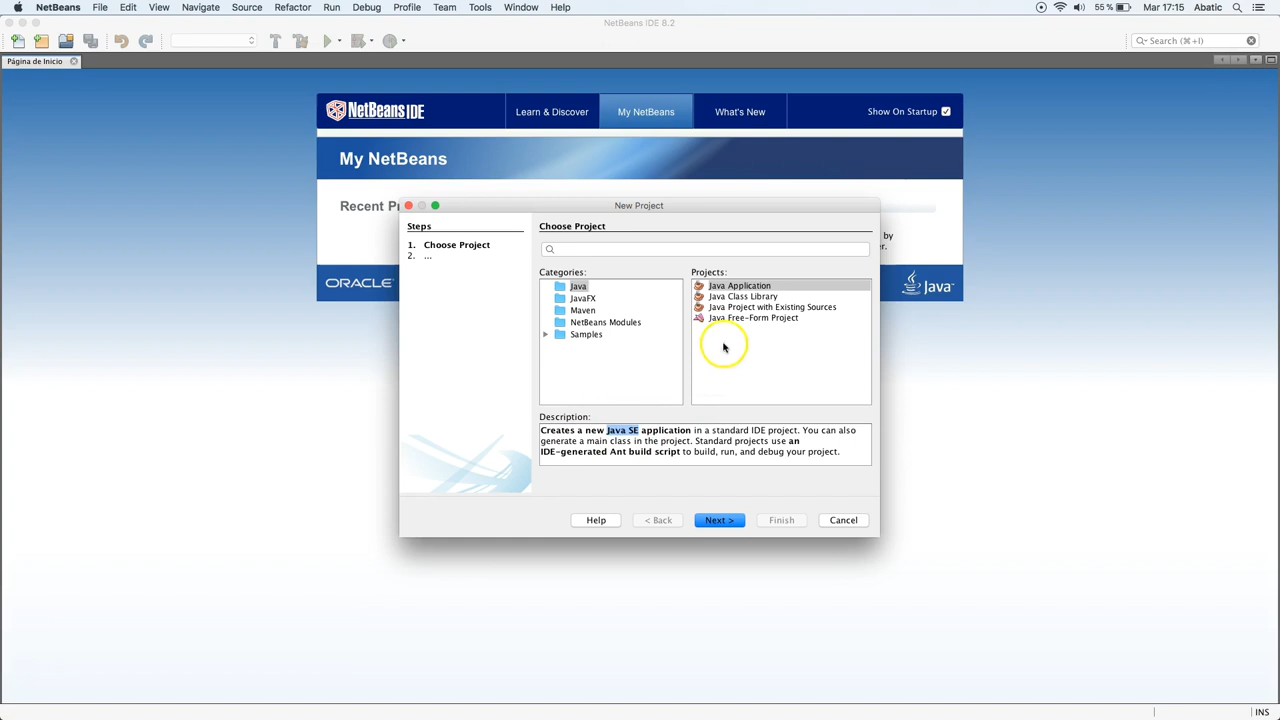 NetBeans File Edit View Navigate Source Refactor Run Debug Profile Team Tools Window Help 55 % Mar 17:15 Abatic
NetBeans IDE 8.2
Search (⌘+I)
Página de Inicio
NetBeans IDE Learn & Discover My NetBeans What's New Show On Startup
My NetBeans
Recent Pr
by
er.
ORACLE Java
New Project
Steps
1. Choose Project
2. ...
Choose Project
Categories:
Java
JavaFX
Maven
NetBeans Modules
Samples
Projects:
Java Application
Java Class Library
Java Project with Existing Sources
Java Free-Form Project
Description:
Creates a new Java SE application in a standard IDE project. You can also
generate a main class in the project. Standard projects use an
IDE-generated Ant build script to build, run, and debug your project.
Help < Back Next > Finish Cancel
INS